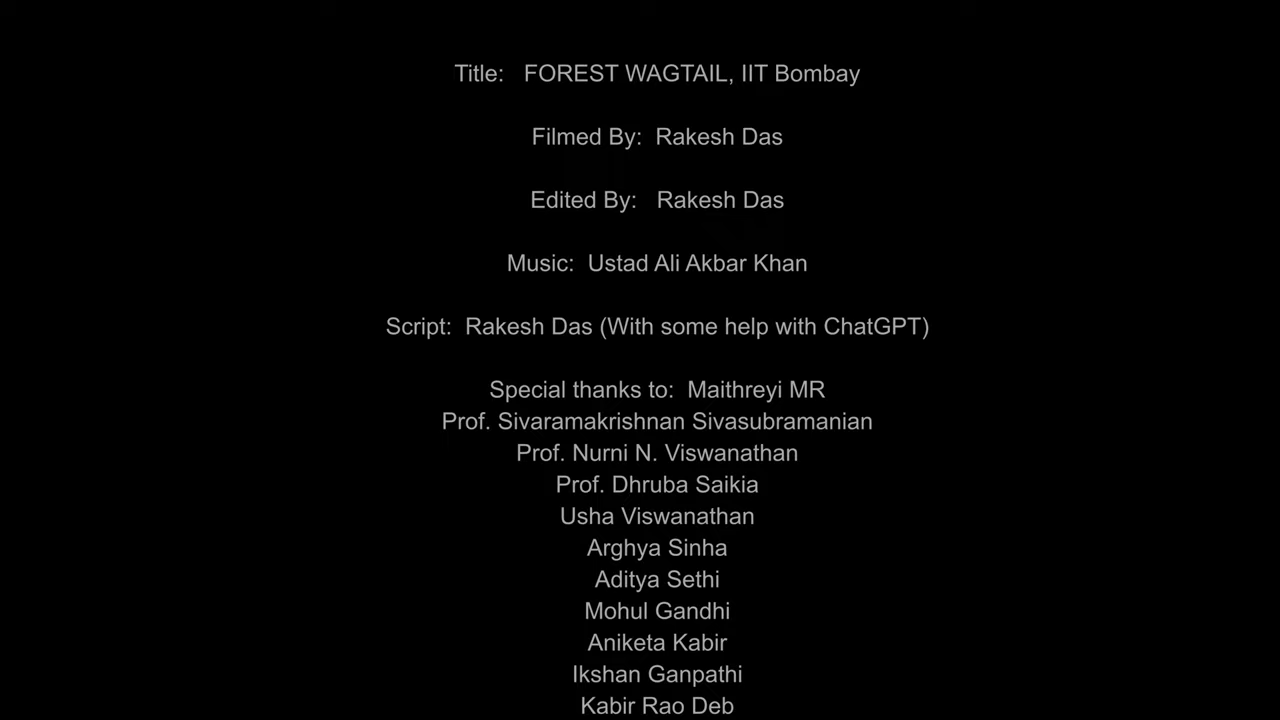 Title: FOREST WAGTAIL, IIT Bombay
Filmed By: Rakesh Das
Edited By: Rakesh Das
Music: Ustad Ali Akbar Khan
Script: Rakesh Das (With some help with ChatGPT)
Special thanks to: Maithreyi MR
Prof. Sivaramakrishnan Sivasubramanian
Prof. Nurni N. Viswanathan
Prof. Dhruba Saikia
Usha Viswanathan
Arghya Sinha
Aditya Sethi
Mohul Gandhi
Aniketa Kabir
Ikshan Ganpathi
Kabir Rao Deb